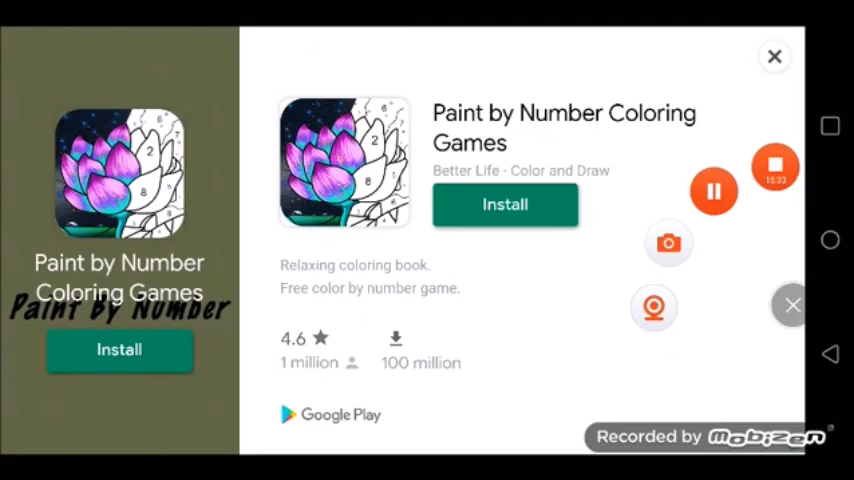 Paint by Number
Coloring Games
Paint by Number
Install
Paint by Number Coloring
Games
Better Life - Color and Draw
Install
Relaxing coloring book.
Free color by number game.
4.6
1 million
100 million
Google Play
15:33
Recorded by Mobizen